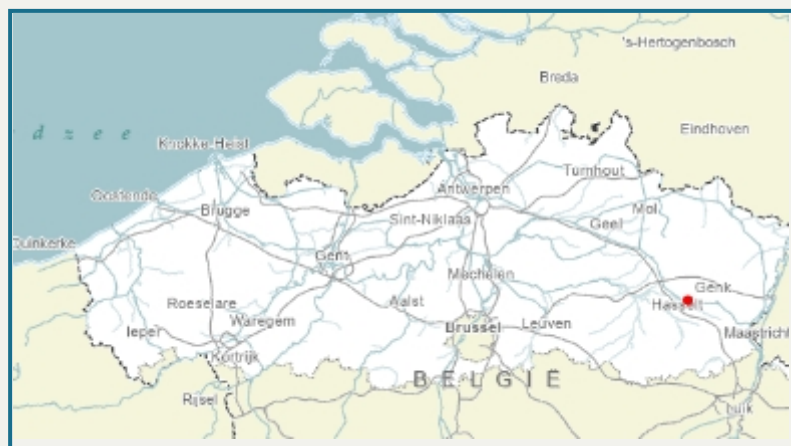 's-Hertogenbosch
Breda
d z e e
Eindhoven
Knokke-Heist
Turnhout
Antwerpen
Oostende
Mol
Brugge
Sint-Niklaas
Geel
Duinkerke
Gent
Mechelen
Genk
Roeselare
Aalst
Hasselt
Waregem
Brussel
Leuven
Ieper
Maastricht
Kortrijk
BELGIË
Rijsel
Luik